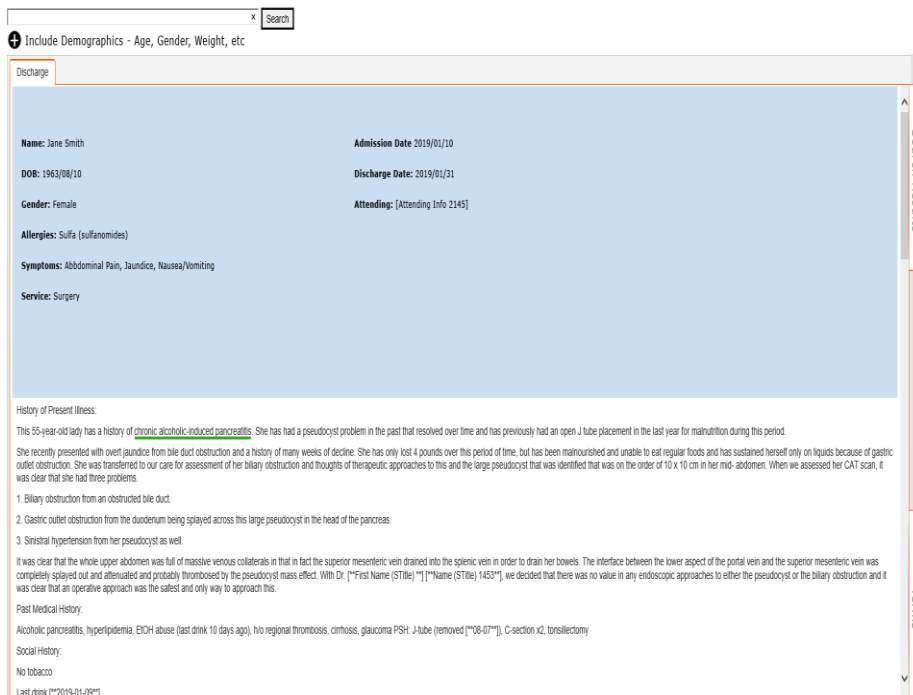 x Search
Include Demographics - Age, Gender, Weight, etc
Discharge
Name: Jane Smith
Admission Date 2019/01/10
DOB: 1963/08/10
Discharge Date: 2019/01/31
Gender: Female
Attending: [Attending Info 2145]
Allergies: Sulfa (sulfanomides)
Symptoms: Abbdominal Pain, Jaundice, Nausea/Vomiting
Service: Surgery
History of Present Illness:
This 55-year-old lady has a history of chronic alcoholic-induced pancreatitis. She has had a pseudocyst problem in the past that resolved over time and has previously had an open J tube placement in the last year for malnutrition during this period.
She recently presented with overt jaundice from bile duct obstruction and a history of many weeks of decline. She has only lost 4 pounds over this period of time, but has been malnourished and unable to eat regular foods and has sustained herself only on liquids because of gastric
outlet obstruction. She was transferred to our care for assessment of her biliary obstruction and thoughts of therapeutic approaches to this and the large pseudocyst that was identified that was on the order of 10 x 10 cm in her mid- abdomen. When we assessed her CAT scan, it
was clear that she had three problems.
1. Biliary obstruction from an obstructed bile duct.
2. Gastric outlet obstruction from the duodenum being splayed across this large pseudocyst in the head of the pancreas.
3. Sinistral hypertension from her pseudocyst as well.
It was clear that the whole upper abdomen was full of massive venous collaterals in that in fact the superior mesenteric vein drained into the splenic vein in order to drain her bowels. The interface between the lower aspect of the portal vein and the superior mesenteric vein was
completely splayed out and attenuated and probably thrombosed by the pseudocyst mass effect. With Dr. [**First Name (STitle) **] [**Name (STitle) 1453**], we decided that there was no value in any endoscopic approaches to either the pseudocyst or the biliary obstruction and it
was clear that an operative approach was the safest and only way to approach this.
Past Medical History:
Alcoholic pancreatitis, hyperlipidemia, EtOH abuse (last drink 10 days ago), h/o regional thrombosis, cirrhosis, glaucoma PSH: J-tube (removed [**08-07**]), C-section x2, tonsillectomy
Social History:
No tobacco
Last drink [**2019-01-09**]